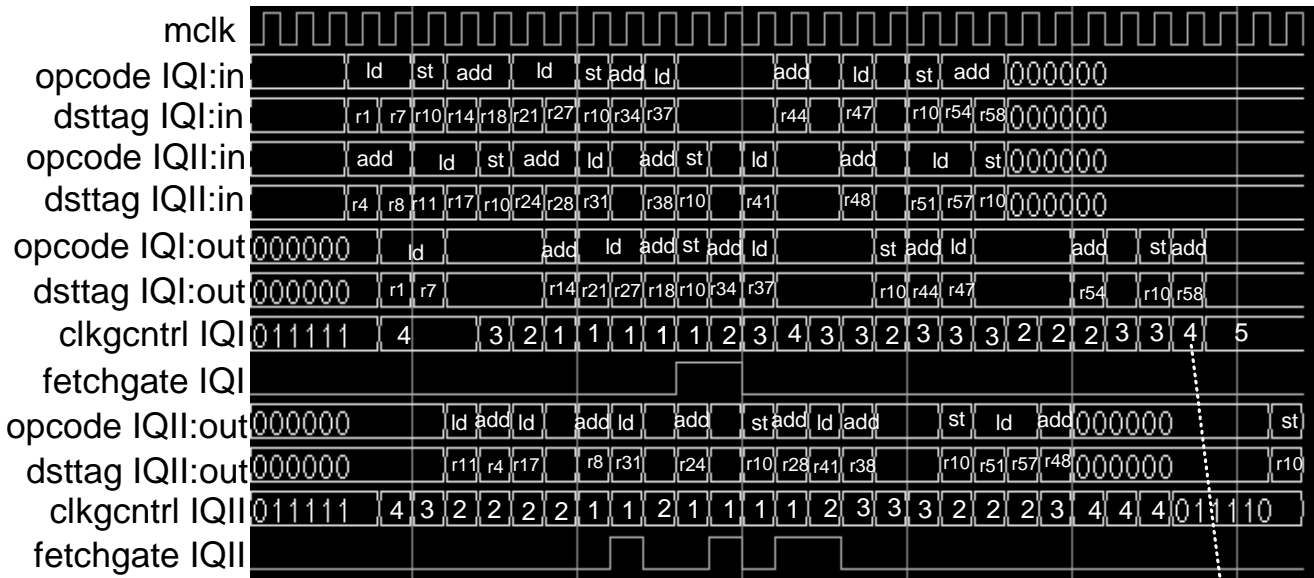 mclk
opcode IQI:in ld st add ld st add ld add ld st add 000000
dsttag IQI:in r1 r7 r10 r14 r18 r21 r27 r10 r34 r37 r44 r47 r10 r54 r58 000000
opcode IQII:in add ld st add ld add st ld add ld st 000000
dsttag IQII:in r4 r8 r11 r17 r10 r24 r28 r31 r38 r10 r41 r48 r51 r57 r10 000000
opcode IQI:out 000000 ld add ld add st add ld st add ld add st add
dsttag IQI:out 000000 r1 r7 r14 r21 r27 r18 r10 r34 r37 r10 r44 r47 r54 r10 r58
clkgcntrl IQI 011111 4 3 2 1 1 1 1 1 2 3 4 3 3 2 3 3 3 2 2 2 3 3 4 5
fetchgate IQI
opcode IQII:out 000000 ld add ld add ld add st add ld add st ld add 000000 st
dsttag IQII:out 000000 r11 r4 r17 r8 r31 r24 r10 r28 r41 r38 r10 r51 r57 r48 000000 r10
clkgcntrl IQII 011111 4 3 2 2 2 2 1 1 2 1 1 1 1 2 3 3 3 2 2 2 3 4 4 4 011110
fetchgate IQII